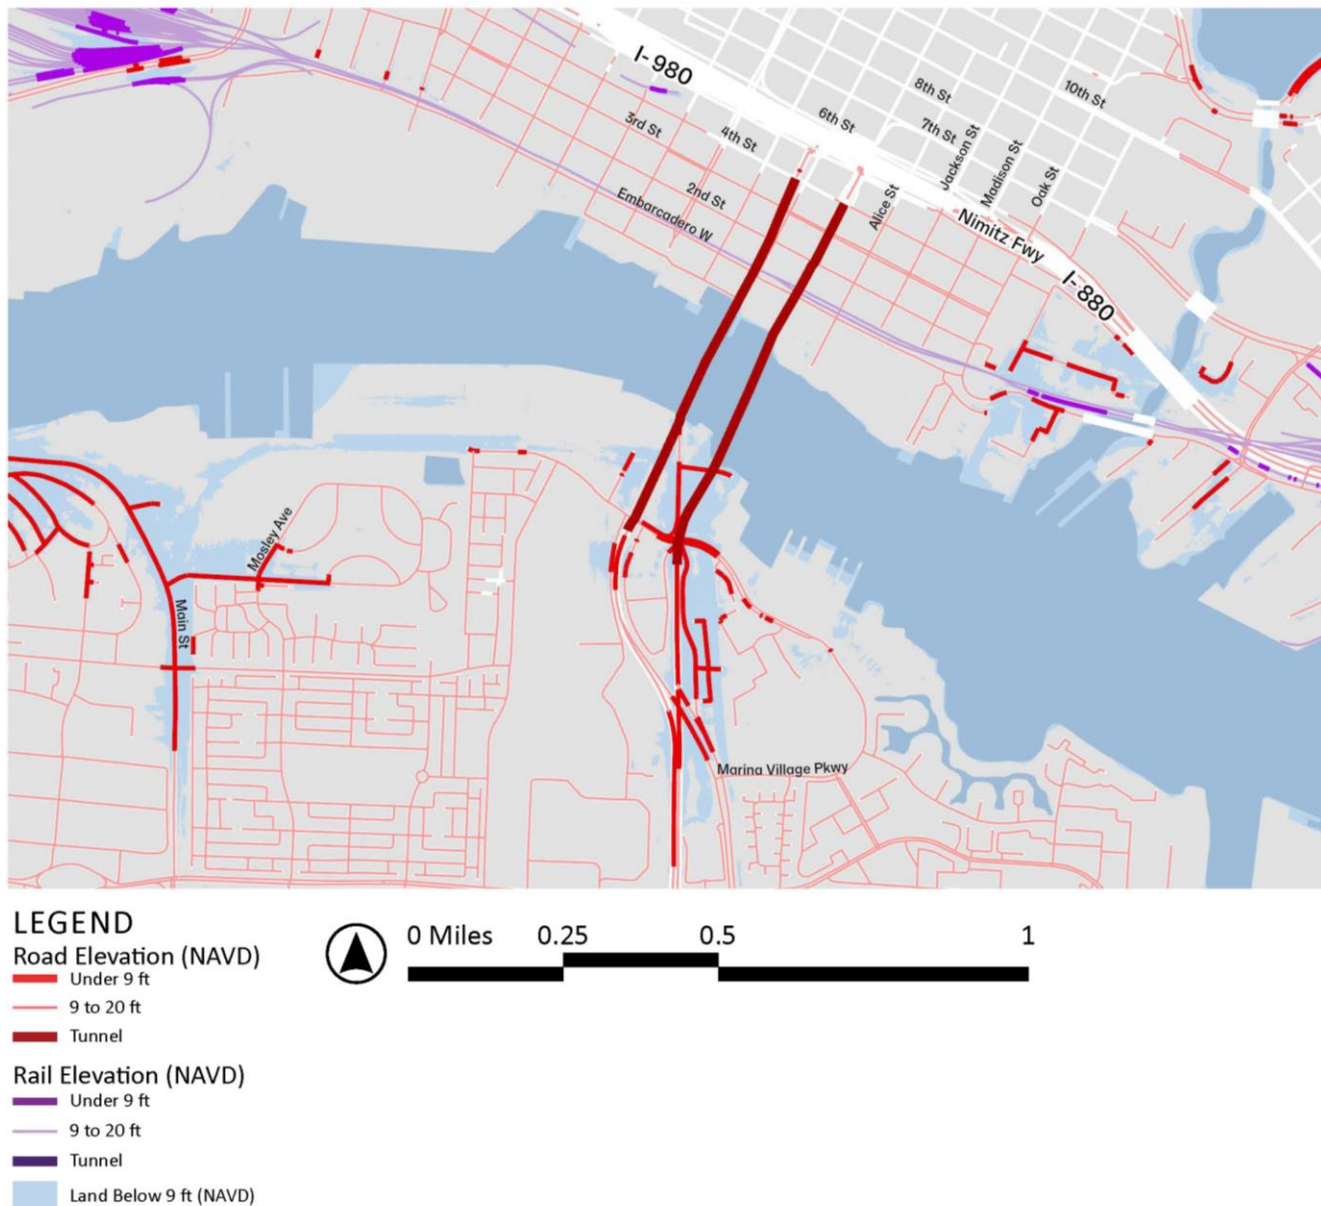 I-980
10th St
8th St
7th St
6th St
3rd St
4th St
2nd St
Jackson St
Madison St
Oak St
Alice St
Embarcadero W
Nimitz Fwy
I-880
Mosley Ave
Main St
Marina Village Pkwy
LEGEND
Road Elevation (NAVD)
Under 9 ft
9 to 20 ft
Tunnel
0 Miles 0.25 0.5 1
Rail Elevation (NAVD)
Under 9 ft
9 to 20 ft
Tunnel
Land Below 9 ft (NAVD)